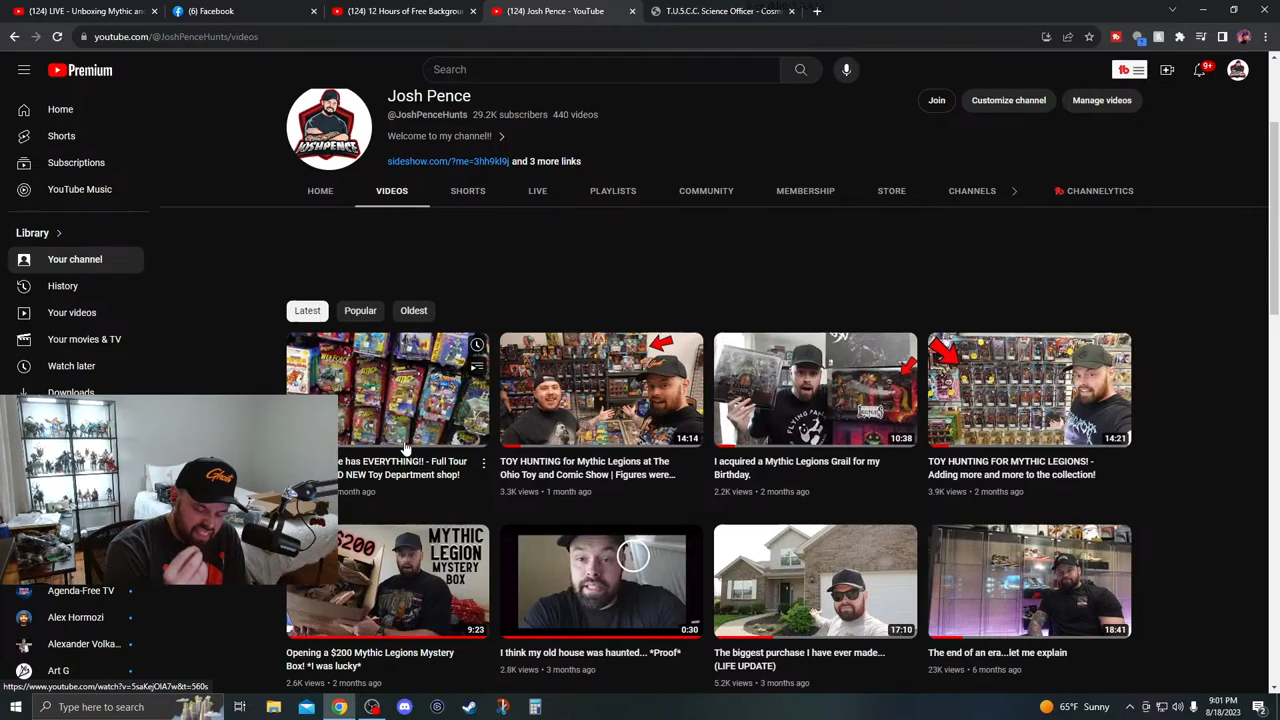 (124) LIVE - Unboxing Mythic and
(1) Facebook
(124) 12 Hours of Free Backgrou
(124) Josh Pence - YouTube
T.U.5.C.C. Science Officer - Cosm
youtube.com/@JoshPenceHunts/videos
Premium
Search
9+
Home
Shorts
Subscriptions
YouTube Music
Library
Your channel
History
Your videos
Your movies & TV
Watch later
Downloads
Agenda-Free TV
Alex Hormozi
Alexander Volka...
Art G
JOSHPENCE
Josh Pence
@JoshPenceHunts 29.2K subscribers 440 videos
Welcome to my channel!!
sideshow.com/?me=3hh9kl9j and 3 more links
Join
Customize channel
Manage videos
HOME
VIDEOS
SHORTS
LIVE
PLAYLISTS
COMMUNITY
MEMBERSHIP
STORE
CHANNELS
CHANNELYTICS
Latest
Popular
Oldest
e has EVERYTHING!! - Full Tour
D NEW Toy Department shop!
month ago
14:14
TOY HUNTING for Mythic Legions at The
Ohio Toy and Comic Show | Figures were...
3.3K views • 1 month ago
10:38
I acquired a Mythic Legions Grail for my
Birthday.
2.2K views • 2 months ago
14:21
TOY HUNTING FOR MYTHIC LEGIONS! -
Adding more and more to the collection!
3.9K views • 2 months ago
$200
MYTHIC
LEGION
MYSTERY
BOX
9:23
Opening a $200 Mythic Legions Mystery
Box! *I was lucky*
2.6K views • 2 months ago
0:30
I think my old house was haunted... *Proof*
2.8K views • 3 months ago
17:10
The biggest purchase I have ever made...
(LIFE UPDATE)
5.2K views • 3 months ago
18:41
The end of an era...let me explain
23K views • 6 months ago
Ghost
https://www.youtube.com/watch?v=5saKejOIA7w&t=560s
Type here to search
65°F Sunny
9:01 PM
8/18/2023
2